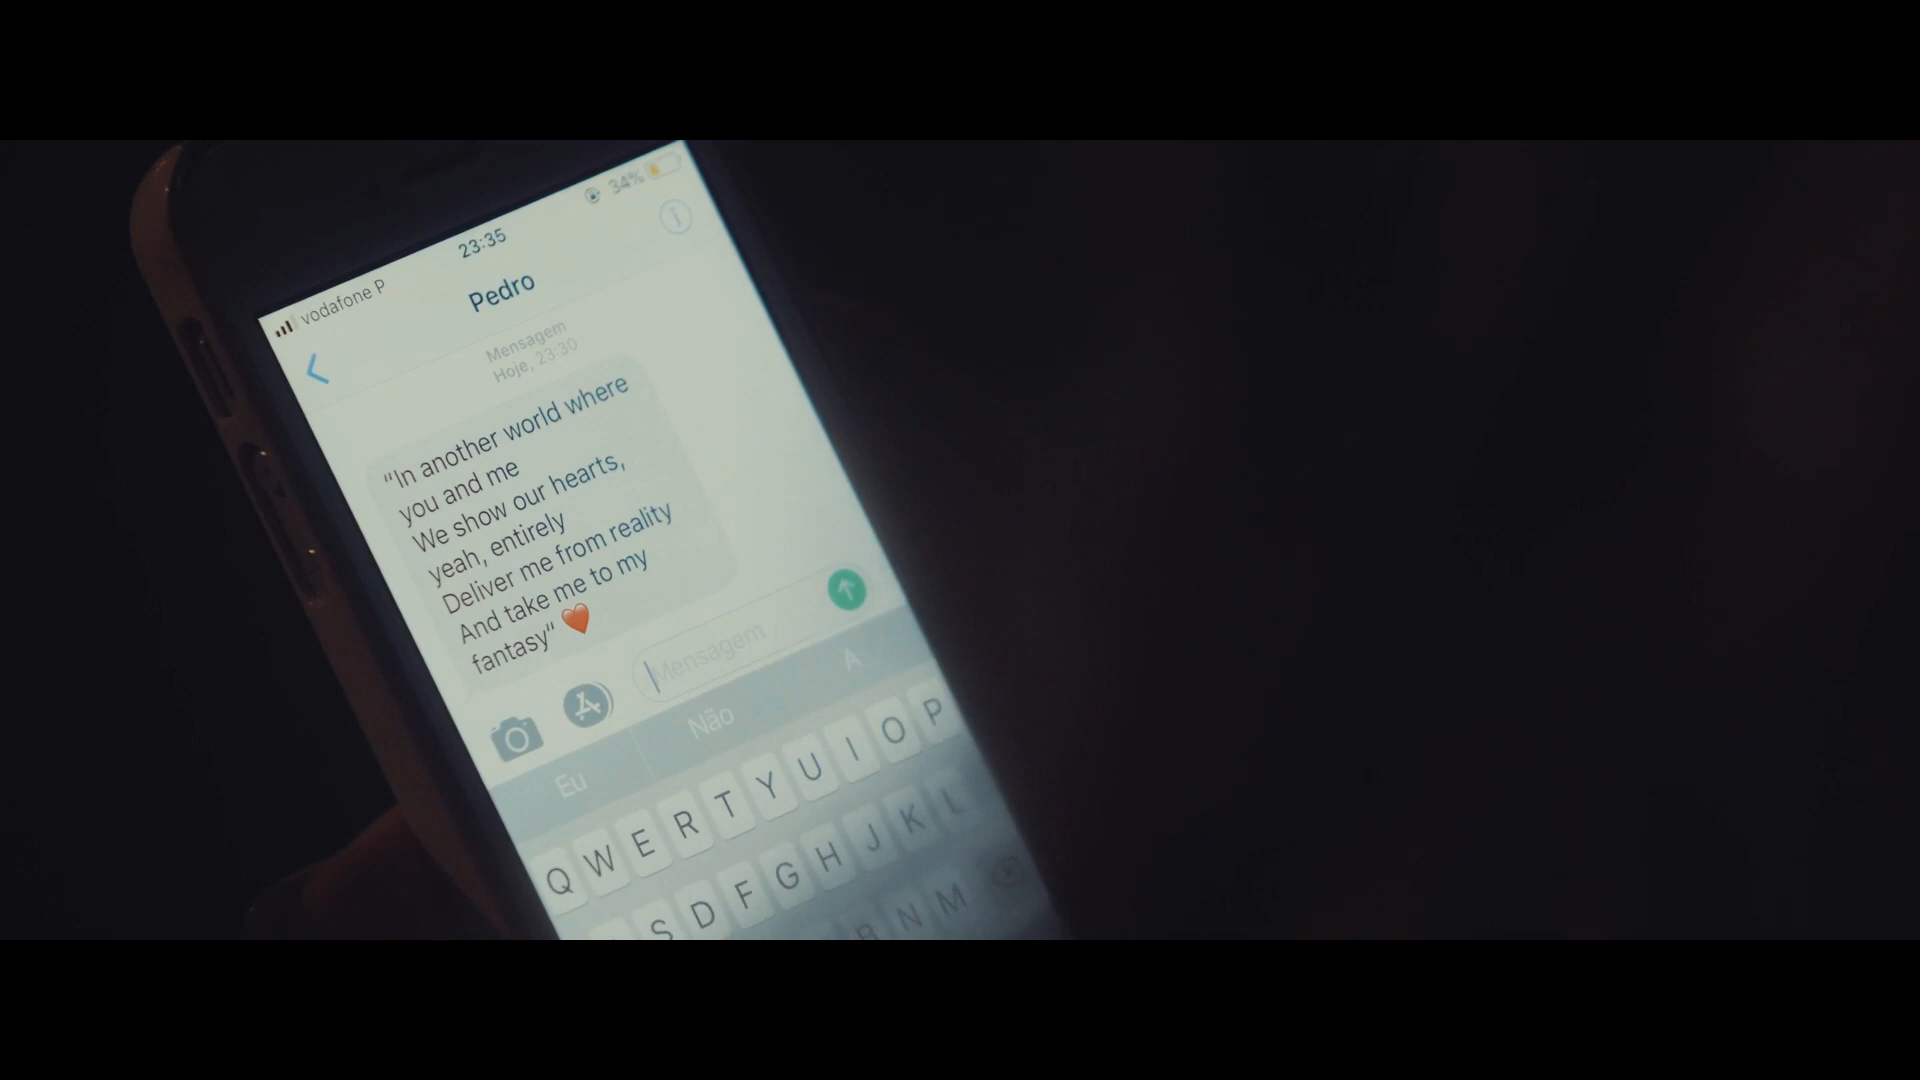 vodafone P
23:35
34%
Pedro
Mensagem
Hoje, 23:30
“In another world where
you and me
We show our hearts,
yeah, entirely
Deliver me from reality
And take me to my
fantasy“ ❤️
Mensagem
Eu
Não
A
Q W E R T Y U I O P
S D F G H J K L
B N M